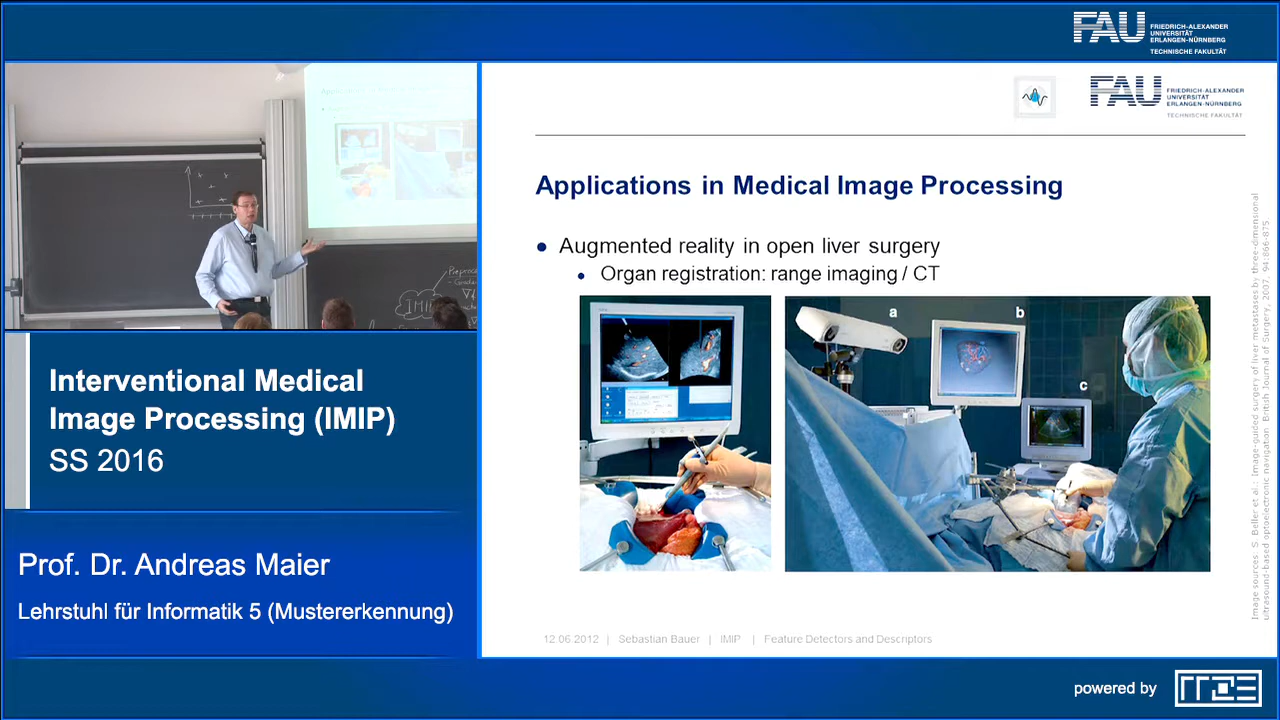 FAU FRIEDRICH-ALEXANDER
UNIVERSITÄT
ERLANGEN-NÜRNBERG
TECHNISCHE FAKULTÄT
FAU FRIEDRICH-ALEXANDER
UNIVERSITÄT
ERLANGEN-NÜRNBERG
TECHNISCHE FAKULTÄT
Applications in Medical Image Processing
Augmented reality in open liver surgery
Organ registration: range imaging / CT
a
b
c
Image sources: S. Beller et al.: Image-guided surgery of liver metastases by three-dimensional
ultrasound-based optoelectronic navigation. British Journal of Surgery, 2007, 94:866-875
12.06.2012 | Sebastian Bauer | IMIP | Feature Detectors and Descriptors
IMIP
Interventional Medical
Image Processing (IMIP)
SS 2016
Prof. Dr. Andreas Maier
Lehrstuhl für Informatik 5 (Mustererkennung)
powered by